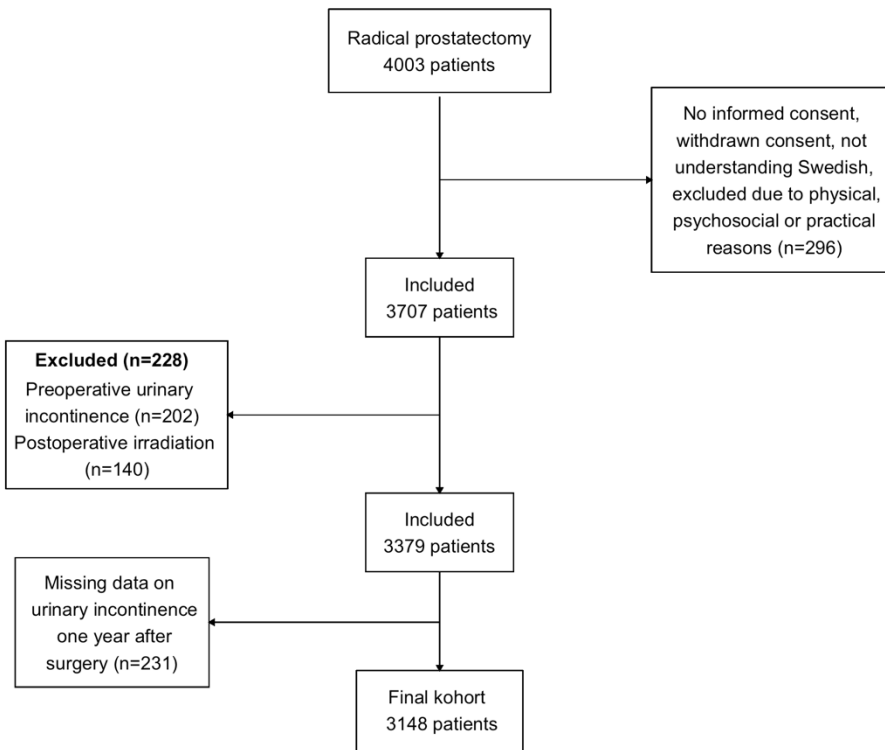 Radical prostatectomy
4003 patients
No informed consent,
withdrawn consent, not
understanding Swedish,
excluded due to physical,
psychosocial or practical
reasons (n=296)
Included
3707 patients
Excluded (n=228)
Preoperative urinary
incontinence (n=202)
Postoperative irradiation
(n=140)
Included
3379 patients
Missing data on
urinary incontinence
one year after
surgery (n=231)
Final kohort
3148 patients